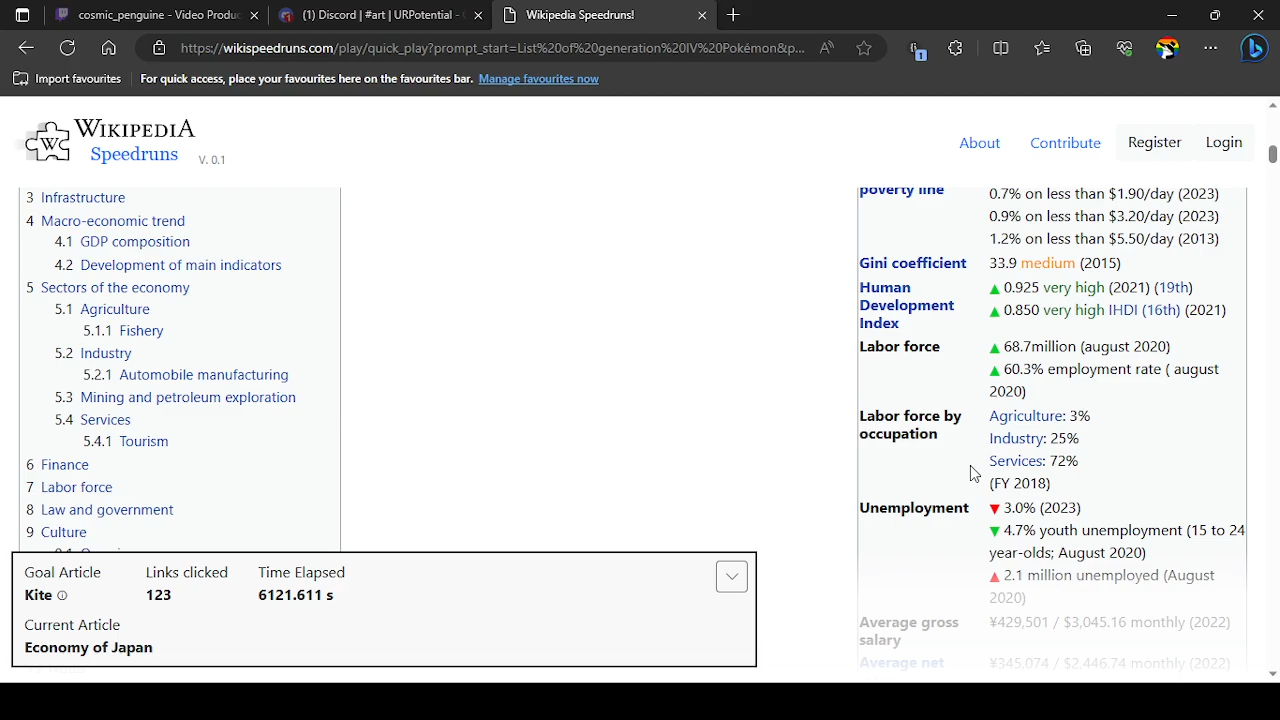 cosmic_penguine - Video Produc
(1) Discord | #art | URPotential -
Wikipedia Speedruns!
https://wikispeedruns.com/play/quick_play?prompt_start=List%20of%20generation%20IV%20Pokémon&p...
1
Import favourites
For quick access, place your favourites here on the favourites bar. Manage favourites now
W
WIKIPEDIA
Speedruns V. 0.1
About Contribute Register Login
3 Infrastructure
4 Macro-economic trend
4.1 GDP composition
4.2 Development of main indicators
5 Sectors of the economy
5.1 Agriculture
5.1.1 Fishery
5.2 Industry
5.2.1 Automobile manufacturing
5.3 Mining and petroleum exploration
5.4 Services
5.4.1 Tourism
6 Finance
7 Labor force
8 Law and government
9 Culture
poverty line
0.7% on less than $1.90/day (2023)
0.9% on less than $3.20/day (2023)
1.2% on less than $5.50/day (2013)
Gini coefficient 33.9 medium (2015)
Human Development Index
▲ 0.925 very high (2021) (19th)
▲ 0.850 very high IHDI (16th) (2021)
Labor force
▲ 68.7million (august 2020)
▲ 60.3% employment rate ( august
2020)
Labor force by
occupation
Agriculture: 3%
Industry: 25%
Services: 72%
(FY 2018)
Unemployment
▼ 3.0% (2023)
▼ 4.7% youth unemployment (15 to 24
year-olds; August 2020)
▲ 2.1 million unemployed (August
2020)
Average gross
salary
¥429,501 / $3,045.16 monthly (2022)
Average net
¥345,074 / $2,446.74 monthly (2022)
Goal Article Links clicked Time Elapsed
Kite 123 6121.611 s
Current Article
Economy of Japan